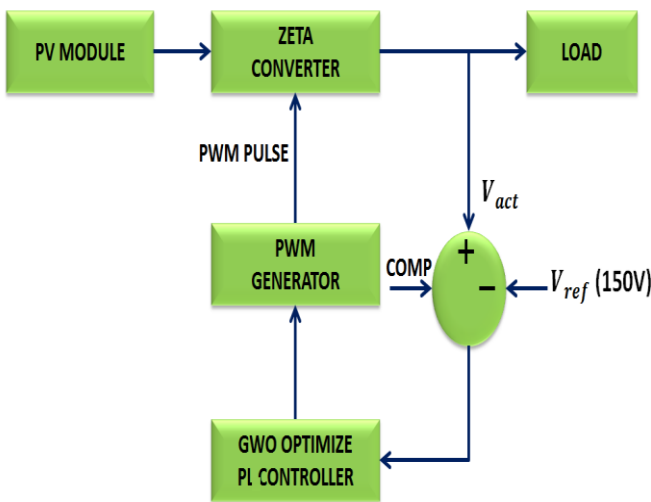 PV MODULE
ZETA
CONVERTER
LOAD
PWM PULSE
V_act
PWM
GENERATOR
COMP
+
−
V_ref (150V)
GWO OPTIMIZE
PI CONTROLLER